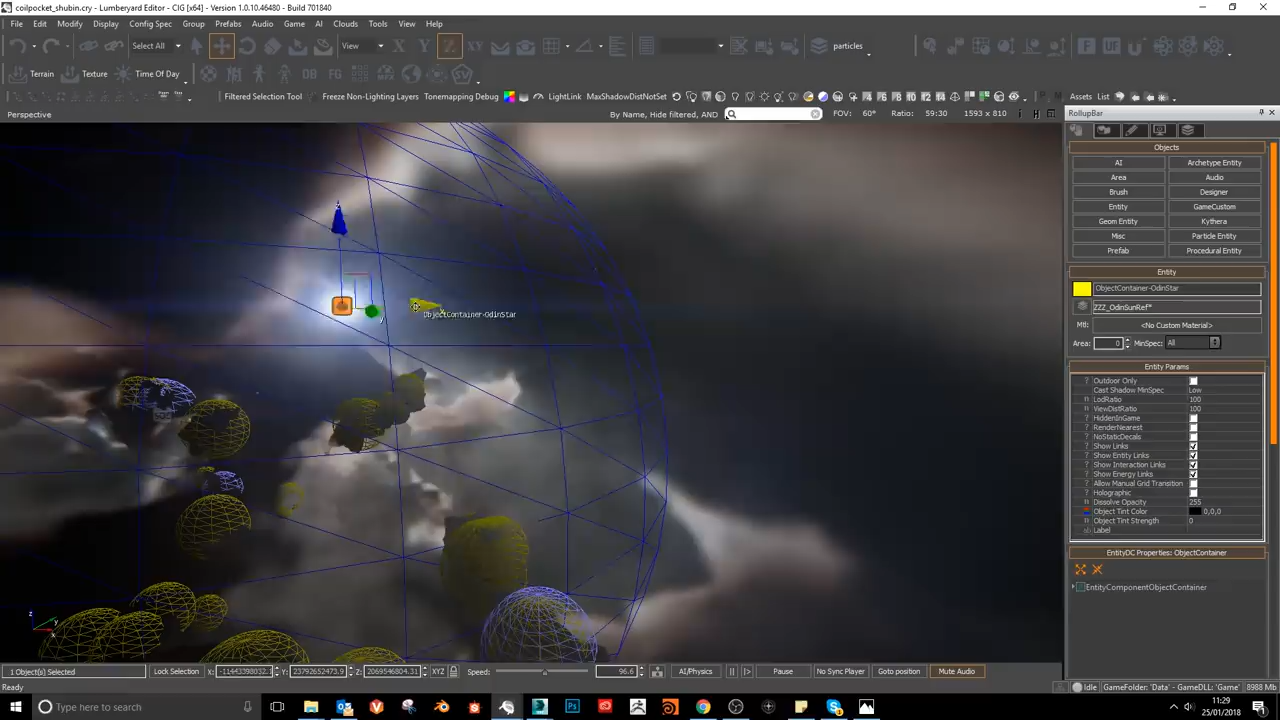 coilpocket_shubin.cry - Lumberyard Editor - CIG [x64] - Version: 1.0.10.46480 - Build 701840
File Edit Modify Display Config Spec Group Prefabs Audio Game AI Clouds Tools View Help
Select All View X Y Z XY particles
Terrain Texture Time Of Day
Filtered Selection Tool Freeze Non-Lighting Layers Tonemapping Debug LightLink MaxShadowDistNotSet Assets List
Perspective By Name, Hide filtered, AND FOV: 60° Ratio: 59:30 1593 x 810
RollupBar
Objects
AI Archetype Entity
Area Audio
Brush Designer
Entity GameCustom
Geom Entity Kythera
Misc Particle Entity
Prefab Procedural Entity
Entity
ObjectContainer-OdinStar
ZZZ_OdinSunRef*
Mtl: <No Custom Material>
Area: 0 MinSpec: All
Entity Params
Outdoor Only
Cast Shadow MinSpec Low
LodRatio 100
ViewDistRatio 100
HiddenInGame
RenderNearest
NoStaticDecals
Show Links
Show Entity Links
Show Interaction Links
Show Energy Links
Allow Manual Grid Transition
Holographic
Dissolve Opacity 255
Object Tint Color 0,0,0
Object Tint Strength 0
Label
EntityDC Properties: ObjectContainer
EntityComponentObjectContainer
ObjectContainer-OdinStar
z y x
1 Object(s) Selected Lock Selection X: -11443398032. Y: 23792652473.9 Z: 2069546804.31 XYZ Speed: 96.6 AI/Physics Pause No Sync Player Goto position Mute Audio
Ready Idle GameFolder: 'Data' - GameDLL: 'Game' 8988 Mb
Type here to search
11:29
25/01/2018